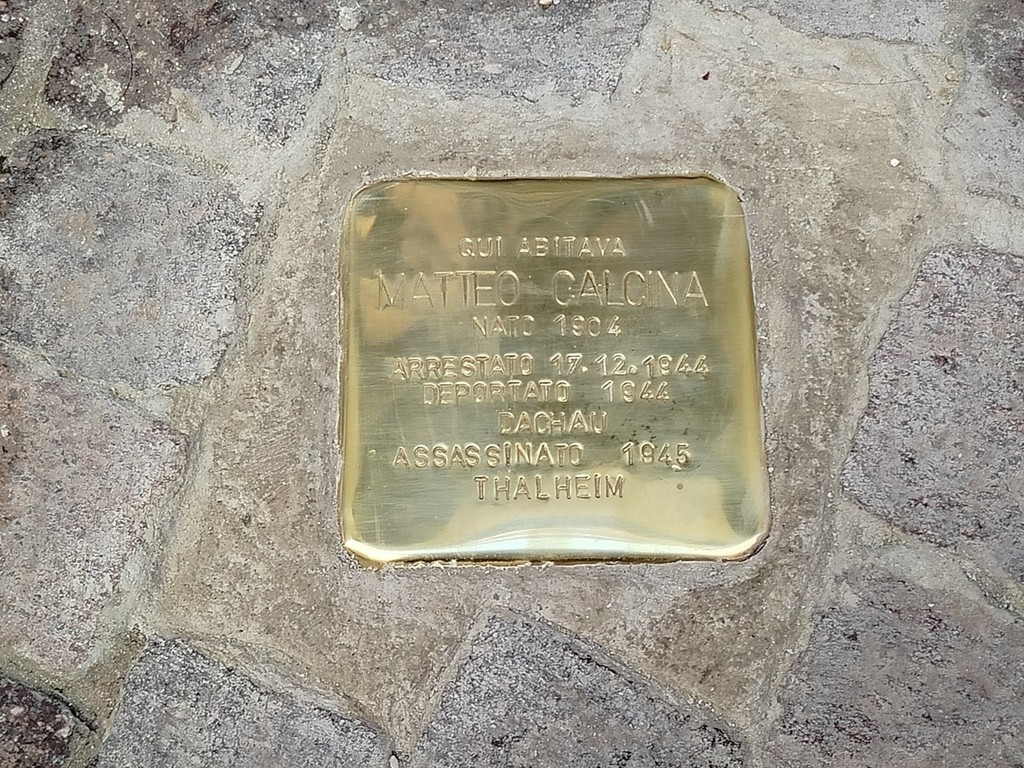 QUI ABITAVA
MATTEO CALCINA
NATO 1904
ARRESTATO 17.12.1944
DEPORTATO 1944
DACHAU
ASSASSINATO 1945
THALHEIM